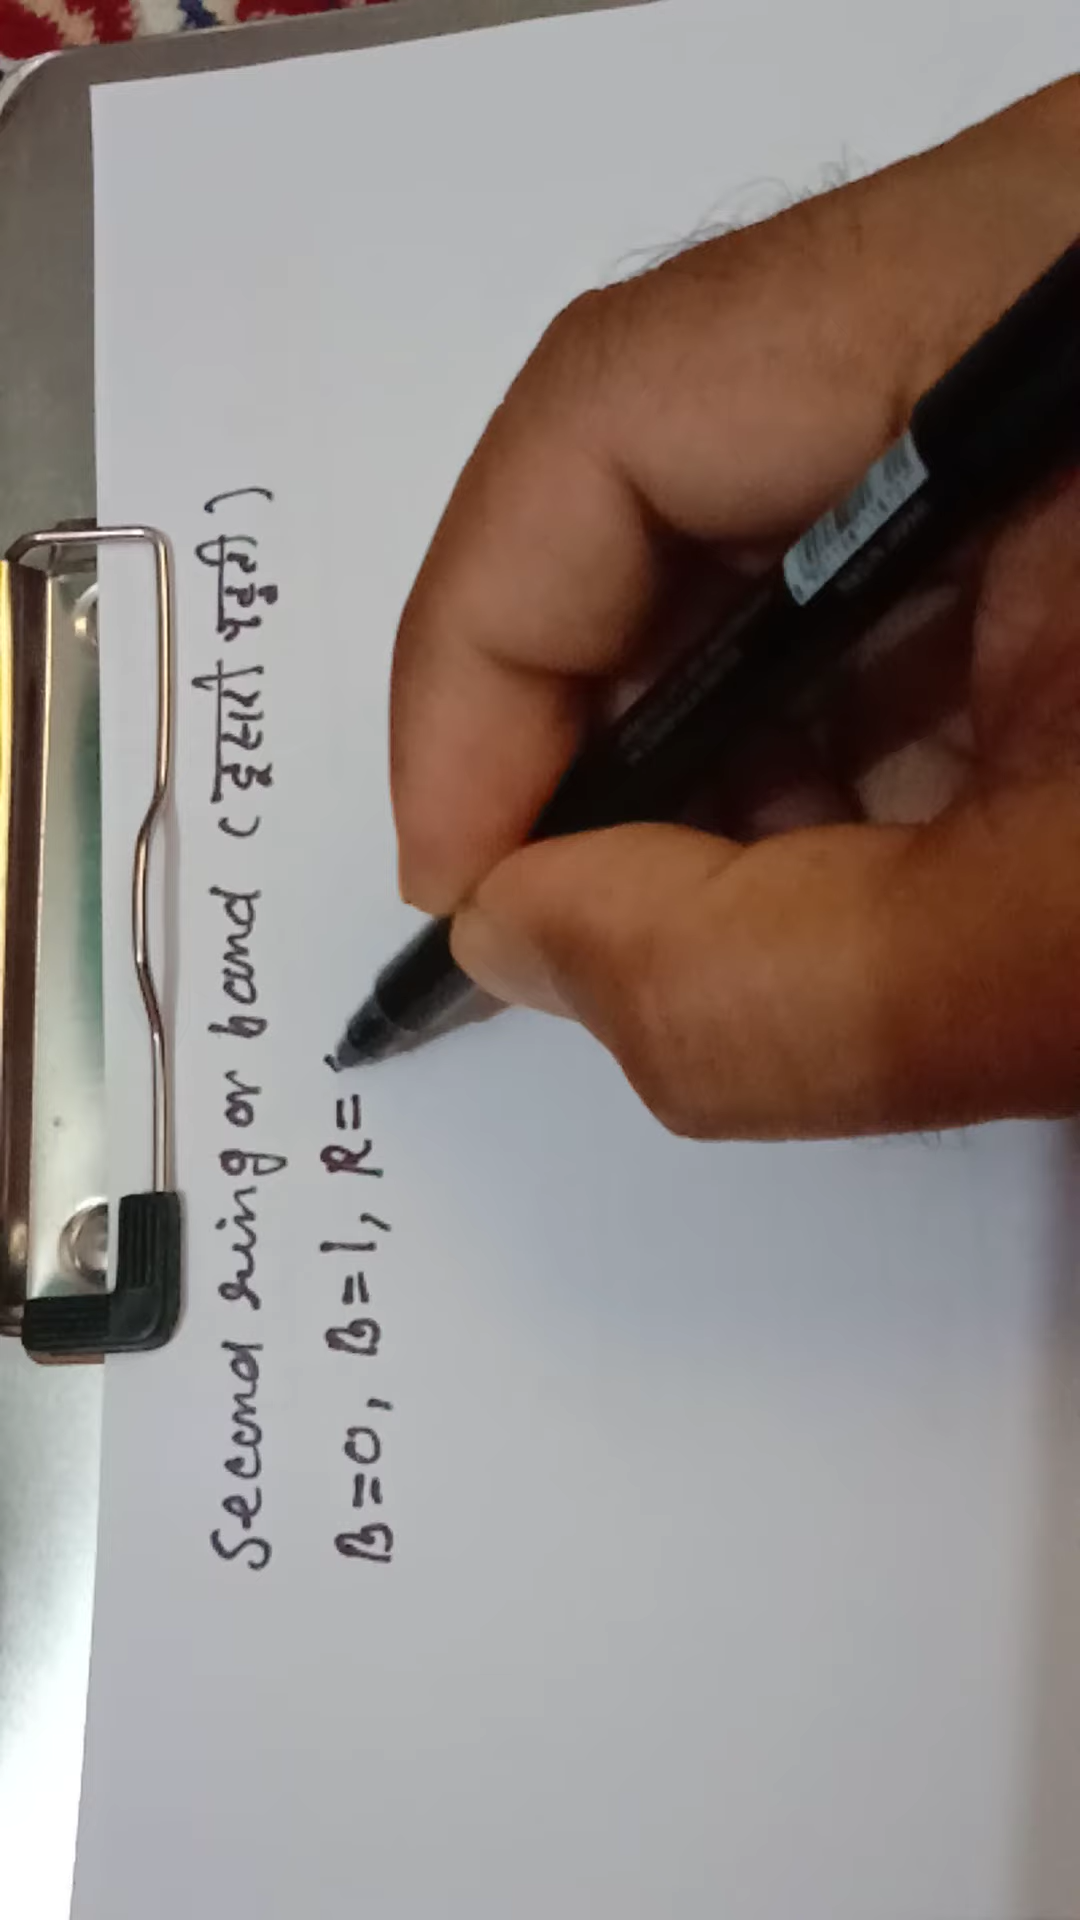 Second ring or band (दूसरी पट्टी)
B=0, B=1, R=